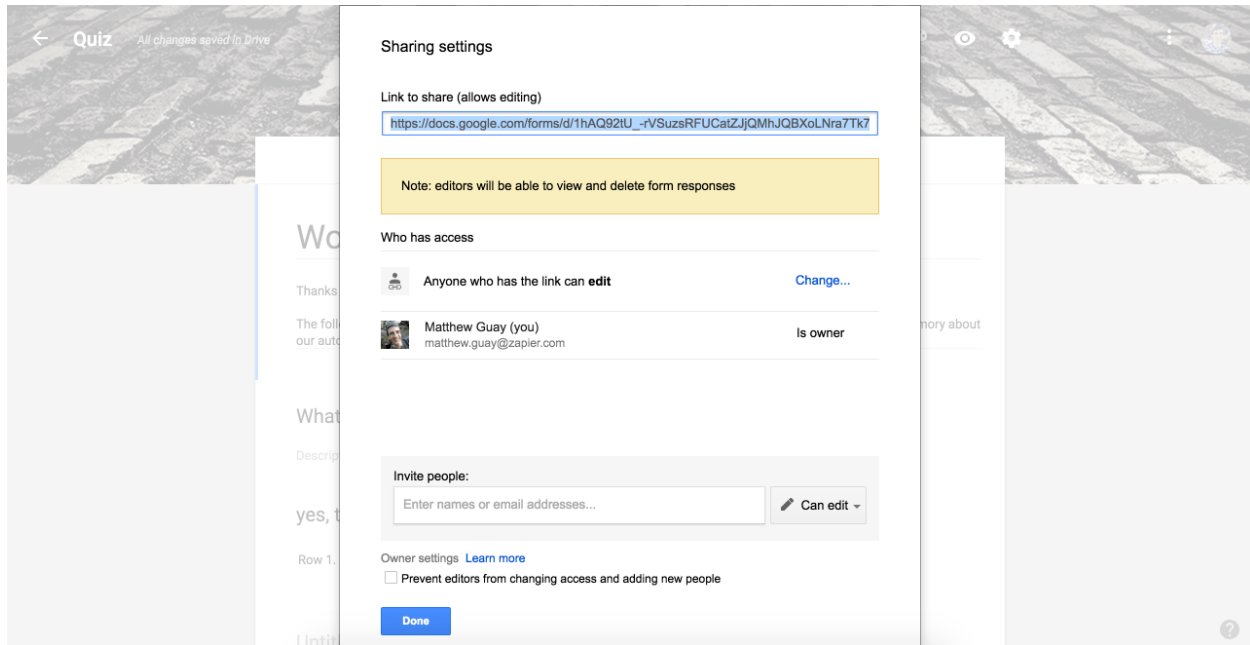 Quiz All changes saved in Drive
Sharing settings
Link to share (allows editing)
https://docs.google.com/forms/d/1hAQ92tU_-rVSuzsRFUCatZJjQMhJQBXoLNra7Tk7
Note: editors will be able to view and delete form responses
Who has access
Wo
Anyone who has the link can edit Change...
Thanks
Matthew Guay (you) Is owner
The foll mory about
matthew.guay@zapier.com
our auto
What
Descrip
Invite people:
Enter names or email addresses... Can edit
yes, t
Owner settings Learn more
Row 1.
Prevent editors from changing access and adding new people
Done
Untit
?